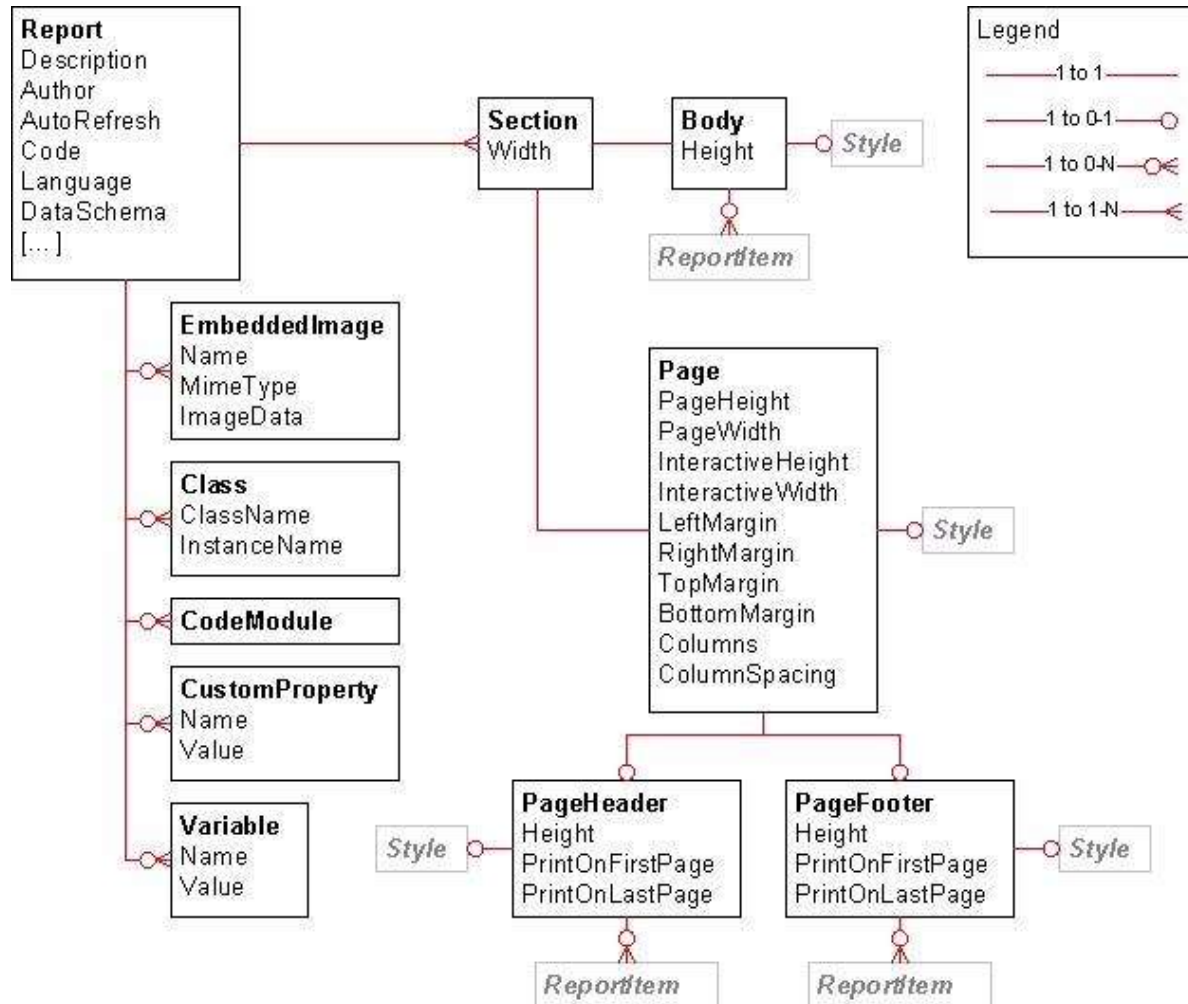 Report
Description
Author
AutoRefresh
Code
Language
DataSchema
[... ]
Section
Width
Body
Height
Style
ReportItem
Legend
1 to 1
1 to 0-1
1 to 0-N
1 to 1-N
EmbeddedImage
Name
MimeType
ImageData
Class
ClassName
InstanceName
CodeModule
CustomProperty
Name
Value
Variable
Name
Value
Page
PageHeight
PageWidth
InteractiveHeight
InteractiveWidth
LeftMargin
RightMargin
TopMargin
BottomMargin
Columns
ColumnSpacing
Style
Style
PageHeader
Height
PrintOnFirstPage
PrintOnLastPage
ReportItem
PageFooter
Height
PrintOnFirstPage
PrintOnLastPage
Style
ReportItem